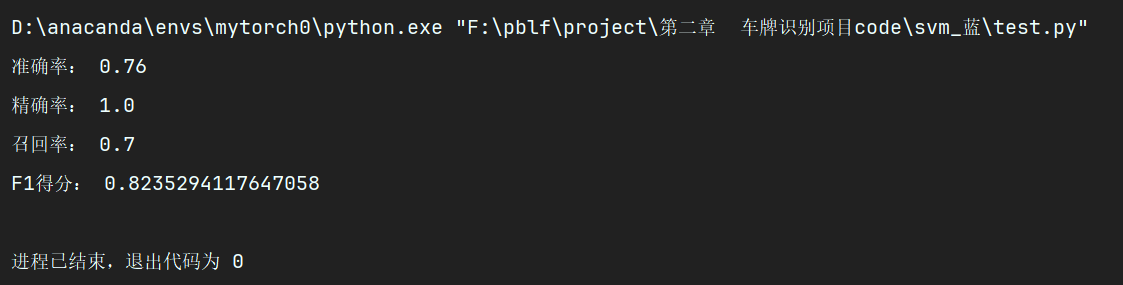 D:\anacanda\envs\mytorch0\python.exe "F:\pblf\project\第二章  车牌识别项目code\svm_蓝\test.py"
准确率： 0.76
精确率： 1.0
召回率： 0.7
F1得分： 0.8235294117647058
进程已结束，退出代码为 0